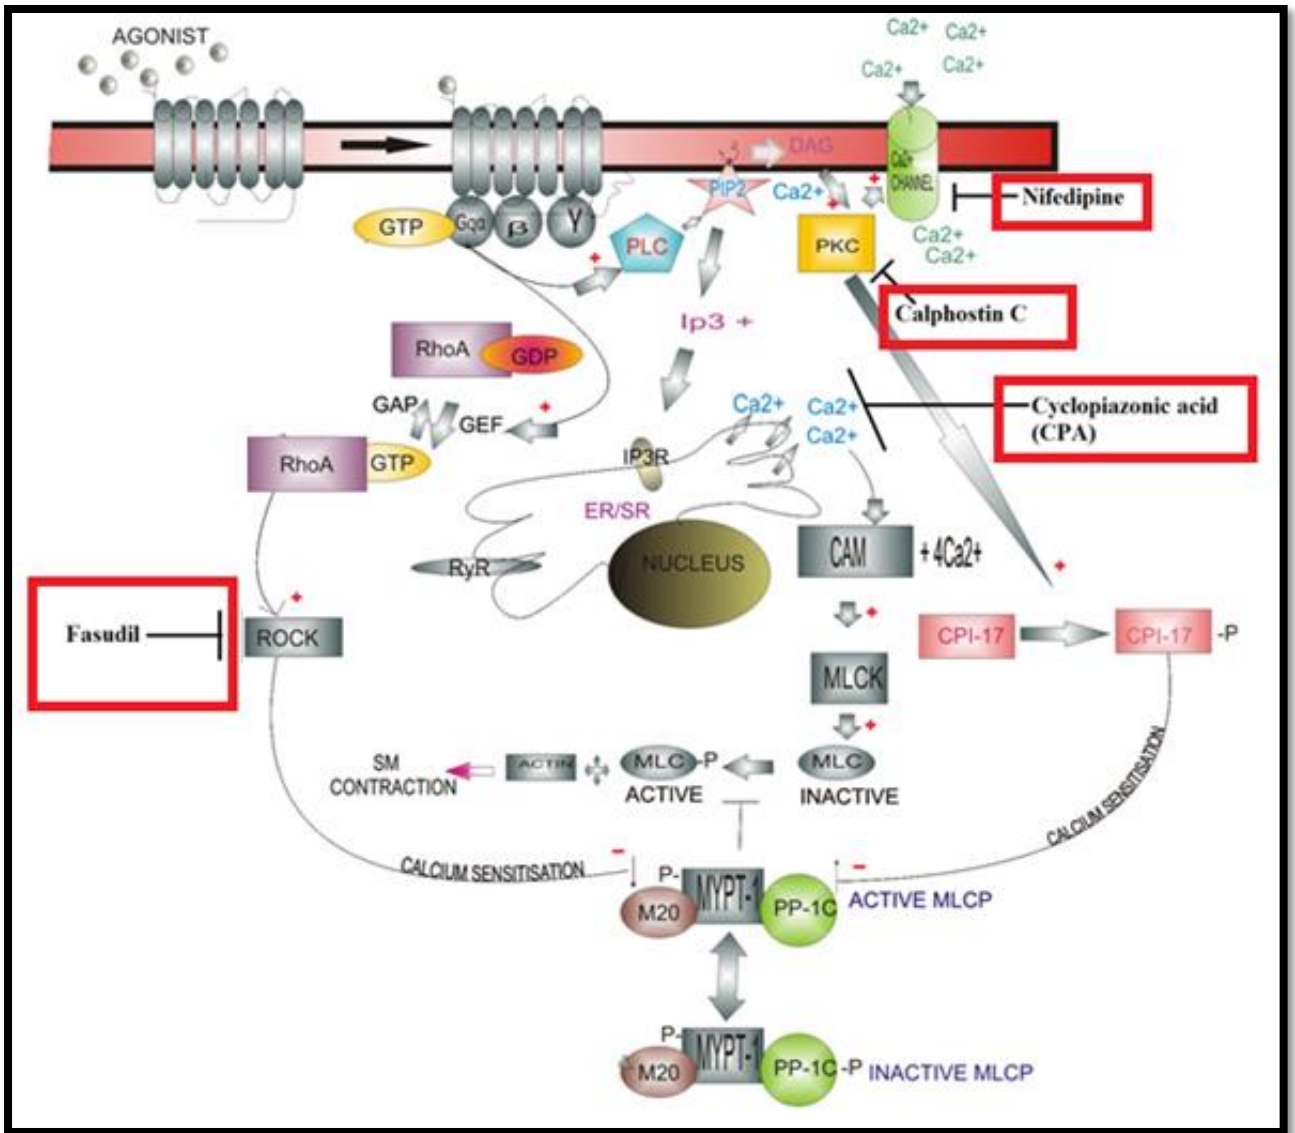 AGONIST
Ca2+ Ca2+
Ca2+ Ca2+
DAG
PIP2
Ca2+
Ca2+
CHANNEL
Nifedipine
GTP
Gqα
β
γ
PLC
PKC
Ca2+
Ca2+
Ip3 +
Calphostin C
RhoA
GDP
GAP
GEF
Ca2+
Ca2+
Ca2+
Cyclopiazonic acid
(CPA)
RhoA
GTP
IP3R
ER/SR
RyR
NUCLEUS
CAM
+ 4Ca2+
Fasudil
ROCK
CPI-17
CPI-17
-P
MLCK
SM
CONTRACTION
ACTIN
MLC
-P
ACTIVE
MLC
INACTIVE
CALCIUM SENSITISATION
CALCIUM SENSITISATION
P-
M20
MYPT-1
PP-1C
ACTIVE MLCP
P-
M20
MYPT-1
PP-1C
-P
INACTIVE MLCP